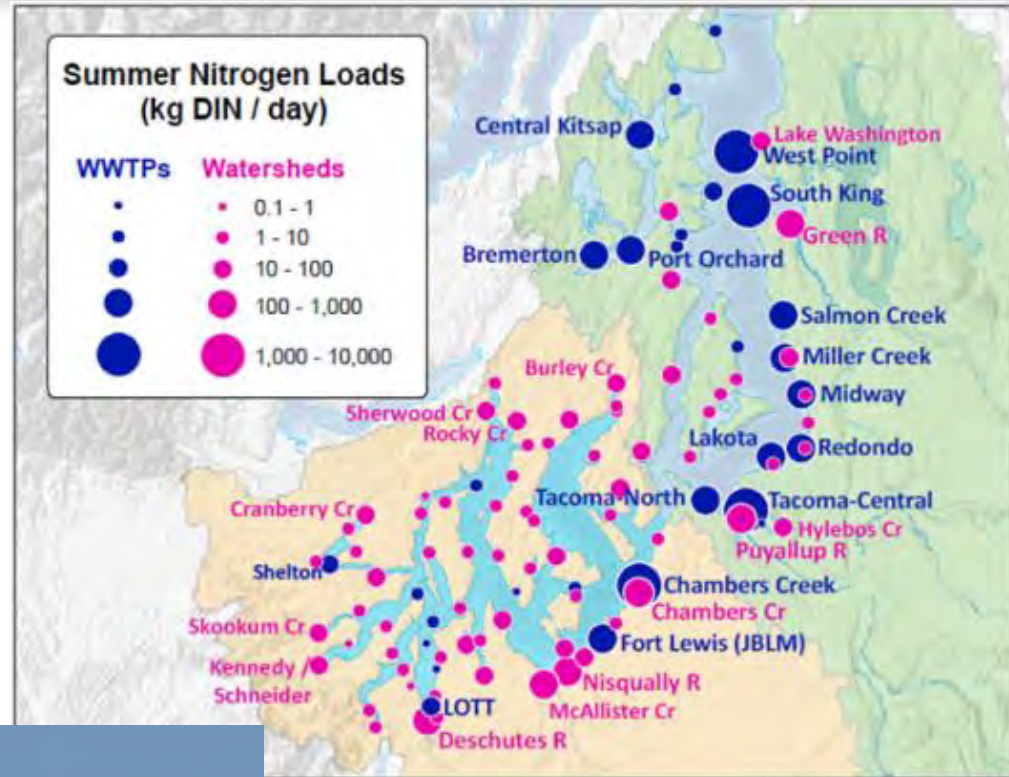 Summer Nitrogen Loads
(kg DIN / day)
WWTPs Watersheds
0.1 - 1
1 - 10
10 - 100
100 - 1,000
1,000 - 10,000
Central Kitsap
Lake Washington
West Point
South King
Green R
Bremerton
Port Orchard
Salmon Creek
Miller Creek
Burley Cr
Midway
Sherwood Cr
Rocky Cr
Lakota
Redondo
Tacoma-North
Tacoma-Central
Cranberry Cr
Hylebos Cr
Puyallup R
Shelton
Chambers Creek
Chambers Cr
Skookum Cr
Fort Lewis (JBLM)
Kennedy /
Schneider
Nisqually R
LOTT
McAllister Cr
Deschutes R